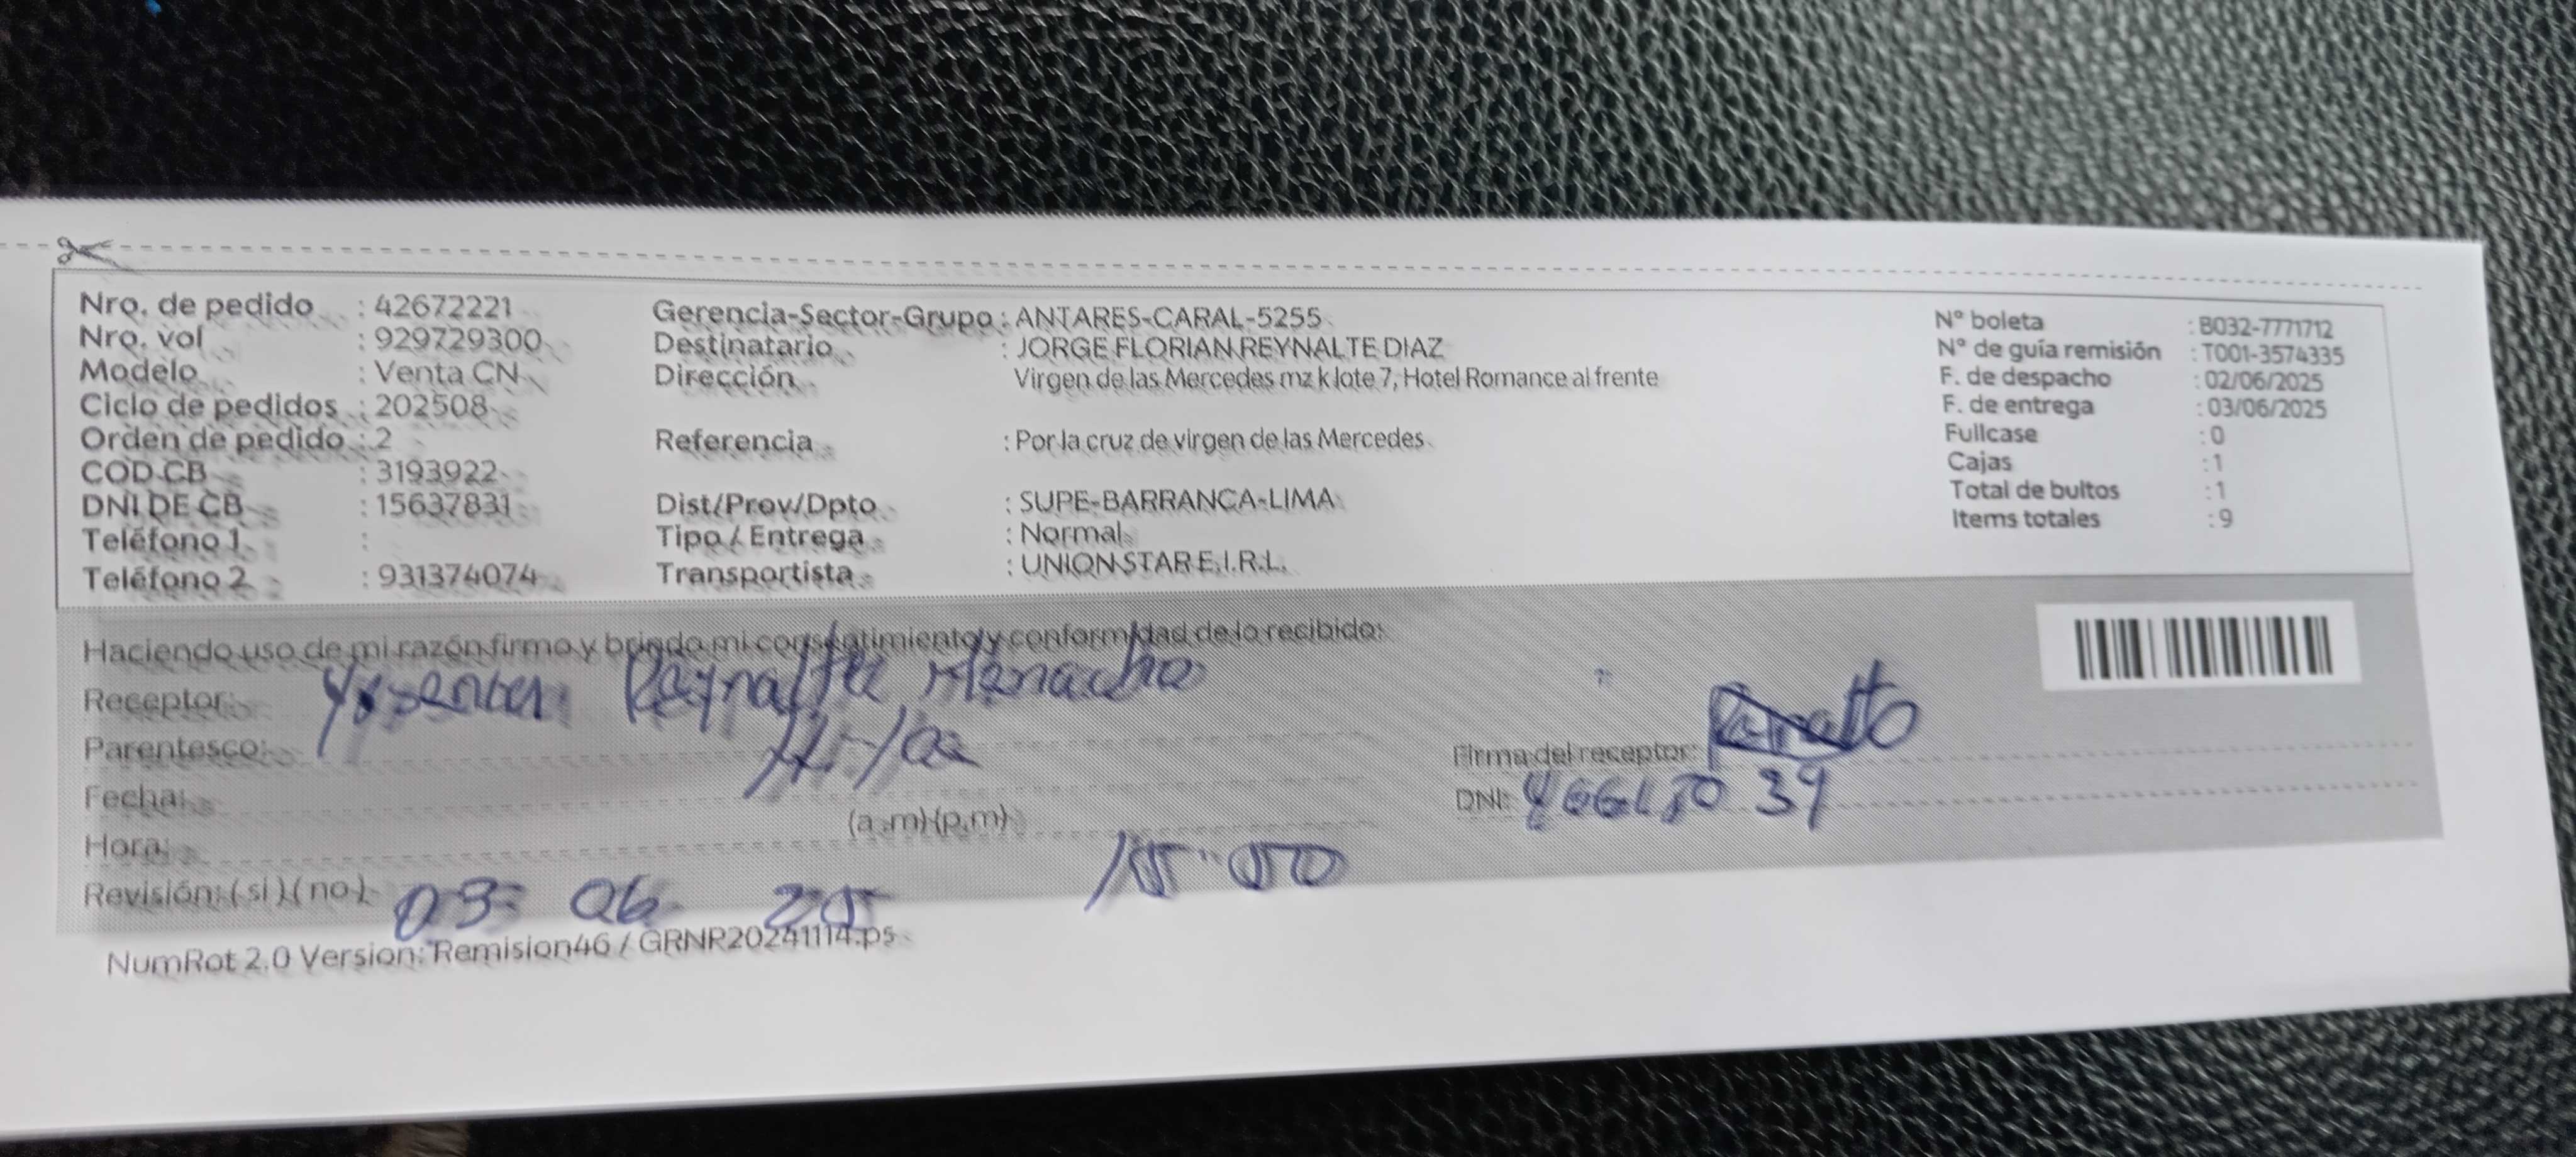 Nro. de pedido : 42672221
Nro. vol : 929729300
Modelo : Venta CN
Ciclo de pedidos : 202508
Orden de pedido : 2
COD CB : 3193922
DNI DE CB : 15637831
Teléfono 1 :
Teléfono 2 : 931374074
Gerencia-Sector-Grupo : ANTARES-CARAL-5255
Destinatario : JORGE FLORIAN REYNALTE DIAZ
Dirección Virgen de las Mercedes mz k lote 7, Hotel Romance al frente
Referencia : Por la cruz de virgen de las Mercedes
Dist/Prov/Dpto : SUPE-BARRANCA-LIMA
Tipo / Entrega : Normal
Transportista : UNION STAR E.I.R.L.
N° boleta : B032-7771712
N° de guía remisión : T001-3574335
F. de despacho : 02/06/2025
F. de entrega : 03/06/2025
Fullcase : 0
Cajas : 1
Total de bultos : 1
Items totales : 9
Haciendo uso de mi razón firmo y brindo mi consentimiento y conformidad de lo recibido:
Receptor: Reynalte Menacho
Parentesco: Hija
Fecha:
(a.m) (p.m)
Hora:
Revisión: (si) (no) 03 06 25
Firma del receptor:
DNI:
NumRot 2.0 Version: Remision46 / GRNR20241114.ps